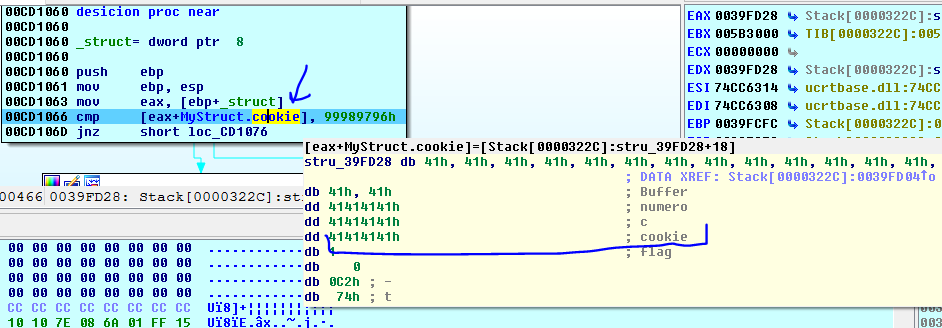 00CD1060 desicion proc near
00CD1060
00CD1060 _struct= dword ptr  8
00CD1060
00CD1060 push    ebp
00CD1061 mov     ebp, esp
00CD1063 mov     eax, [ebp+_struct]
00CD1066 cmp     [eax+MyStruct.cookie], 99989796h
00CD106D jnz     short loc_CD1076
EAX 0039FD28 Stack[0000322C]:s
EBX 005B3000 TIB[0000322C]:005
ECX 00000000
EDX 0039FD28 Stack[0000322C]:s
ESI 74CC6314 ucrtbase.dll:74CC
EDI 74CC6308 ucrtbase.dll:74CC
EBP 0039FCFC Stack[0000322C]:0
[eax+MyStruct.cookie]=[Stack[0000322C]:stru_39FD28+18]
stru_39FD28 db 41h, 41h, 41h, 41h, 41h, 41h, 41h, 41h, 41h, 41h, 41h,
; DATA XREF: Stack[0000322C]:0039FD04↑o
db 41h, 41h ; Buffer
dd 41414141h ; numero
dd 41414141h ; c
dd 41414141h ; cookie
db ; flag
db 0
db 0C2h ; -
db 74h ; t
00466 0039FD28: Stack[0000322C]:st
00 00 00 00 00 00 00 00 ................
00 00 00 00 00 00 00 00 ................
00 00 00 00 00 00 00 00
00 00 00 00 00 00 00 00
CC CC CC CC CC CC CC CC
10 10 7E 08 6A 01 FF 15